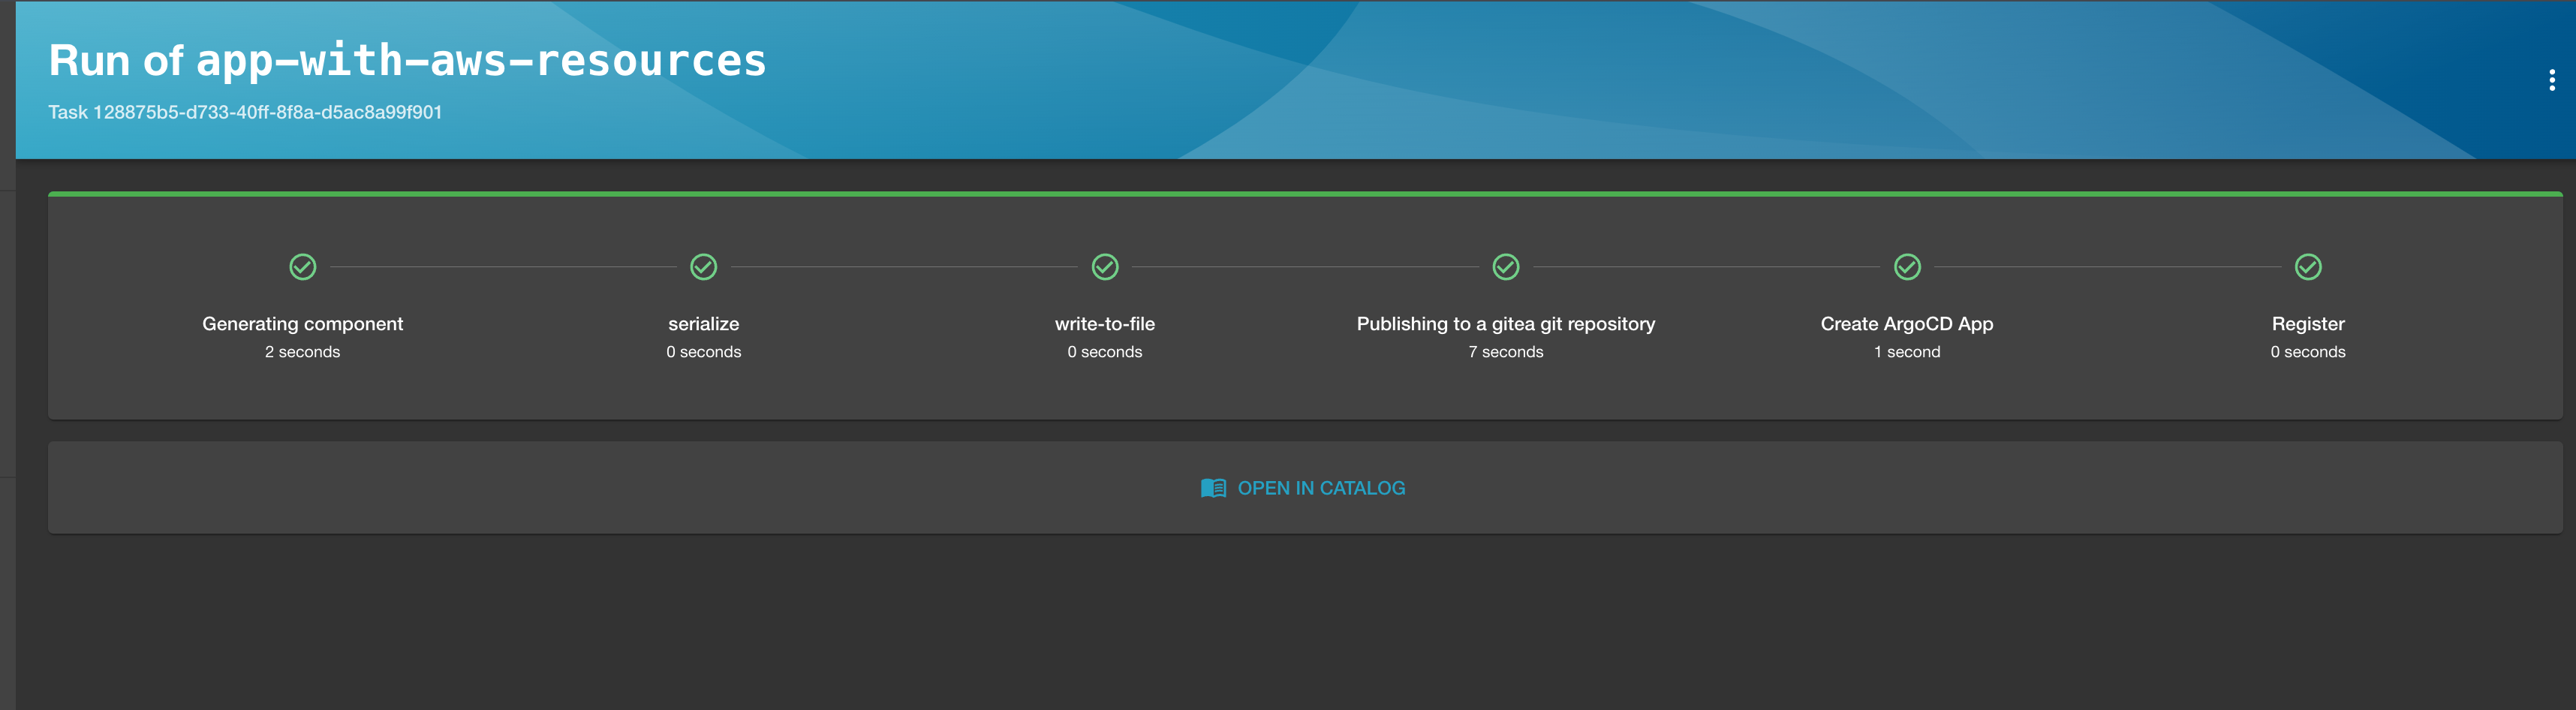 Run of app-with-aws-resources
Task 128875b5-d733-40ff-8f8a-d5ac8a99f901
Generating component
2 seconds
serialize
0 seconds
write-to-file
0 seconds
Publishing to a gitea git repository
7 seconds
Create ArgoCD App
1 second
Register
0 seconds
OPEN IN CATALOG